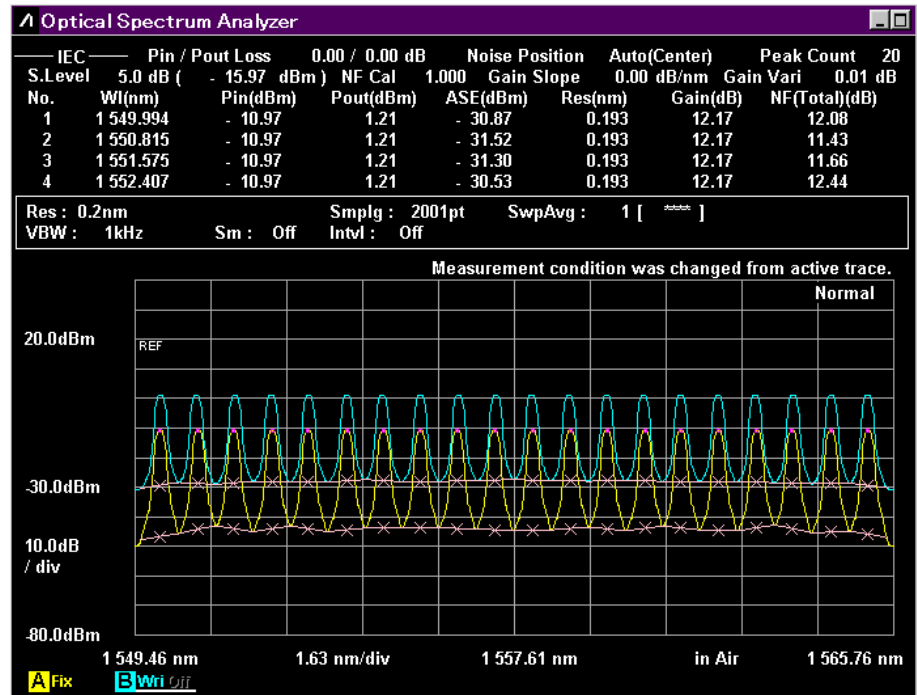 Optical Spectrum Analyzer
IEC Pin / Pout Loss 0.00 / 0.00 dB Noise Position Auto(Center) Peak Count 20
S.Level 5.0 dB ( - 15.97 dBm ) NF Cal 1.000 Gain Slope 0.00 dB/nm Gain Vari 0.01 dB
No. Wl(nm) Pin(dBm) Pout(dBm) ASE(dBm) Res(nm) Gain(dB) NF(Total)(dB)
1 1 549.994 - 10.97 1.21 - 30.87 0.193 12.17 12.08
2 1 550.815 - 10.97 1.21 - 31.52 0.193 12.17 11.43
3 1 551.575 - 10.97 1.21 - 31.30 0.193 12.17 11.66
4 1 552.407 - 10.97 1.21 - 30.53 0.193 12.17 12.44
Res : 0.2nm Smplg : 2001pt SwpAvg : 1 [ **** ]
VBW : 1kHz Sm : Off Intvl : Off
Measurement condition was changed from active trace.
Normal
20.0dBm
REF
-30.0dBm
10.0dB
/ div
-80.0dBm
1 549.46 nm 1.63 nm/div 1 557.61 nm in Air 1 565.76 nm
A Fix B Wri Off